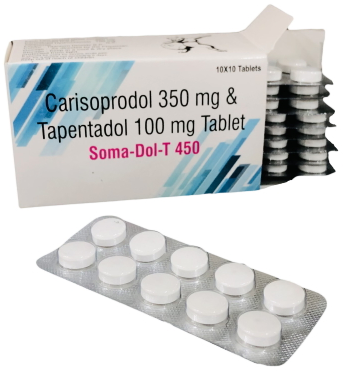 10X10 Tablets
Carisoprodol 350 mg &
Tapentadol 100 mg Tablet
Soma-Dol-T 450